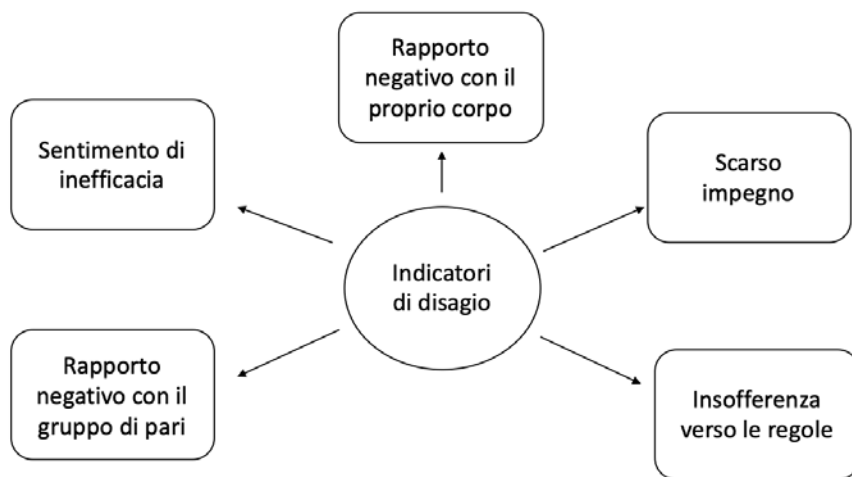 Rapporto
negativo con il
proprio corpo
Sentimento di
inefficacia
Scarso
impegno
Indicatori
di disagio
Rapporto
negativo con il
gruppo di pari
Insofferenza
verso le regole